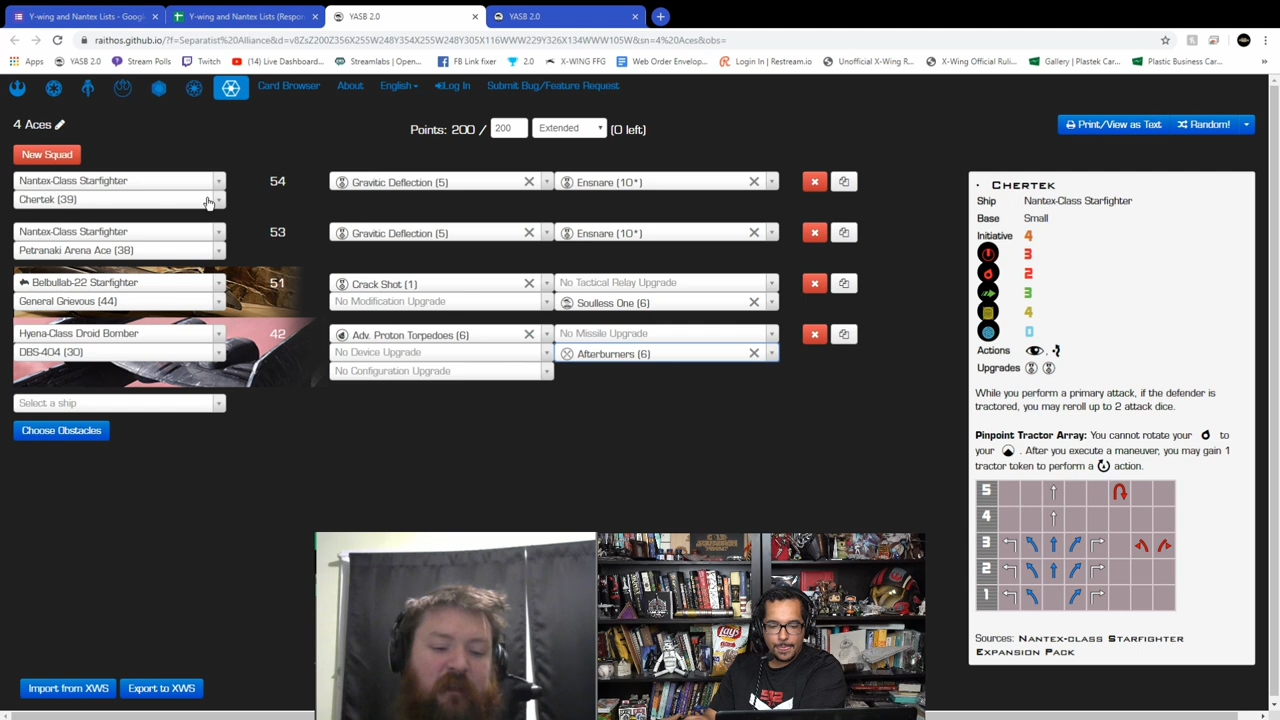 Y-wing and Nantex Lists - Goog
Y-wing and Nantex Lists (Respon
YASB 2.0
YASB 2.0
raithos.github.io/?f=Separatist%20Alliance&d=v8ZsZ200Z356X255W248Y354X255W248Y305X116WWW229Y326X134WWW105W&sn=4%20Aces&obs=
Apps
YASB 2.0
Stream Polls
Twitch
(14) Live Dashboard...
Streamlabs | Open...
FB Link fixer
2.0
X-WING FFG
Web Order Envelop...
Log In | Restream.io
Unofficial X-Wing R...
X-Wing Official Ruli...
Gallery | Plastek Car...
Plastic Business Car...
Card Browser
About
English
Log In
Submit Bug/Feature Request
4 Aces
Points: 200 / 200 Extended (0 left)
Print/View as Text
Random!
New Squad
Nantex-Class Starfighter
54
Gravitic Deflection (5)
Ensnare (10*)
Chertek (39)
Nantex-Class Starfighter
53
Gravitic Deflection (5)
Ensnare (10*)
Petranaki Arena Ace (38)
Belbullab-22 Starfighter
51
Crack Shot (1)
No Tactical Relay Upgrade
General Grievous (44)
No Modification Upgrade
Soulless One (6)
Hyena-Class Droid Bomber
42
Adv. Proton Torpedoes (6)
No Missile Upgrade
DBS-404 (30)
No Device Upgrade
Afterburners (6)
No Configuration Upgrade
Select a ship
Choose Obstacles
· Chertek
Ship Nantex-Class Starfighter
Base Small
Initiative 4
3
2
3
4
0
Actions
Upgrades
While you perform a primary attack, if the defender is
tractored, you may reroll up to 2 attack dice.
Pinpoint Tractor Array: You cannot rotate your to
your . After you execute a maneuver, you may gain 1
tractor token to perform a action.
5
4
3
2
1
Sources: Nantex-class Starfighter
Expansion Pack
Import from XWS
Export to XWS
Lay's